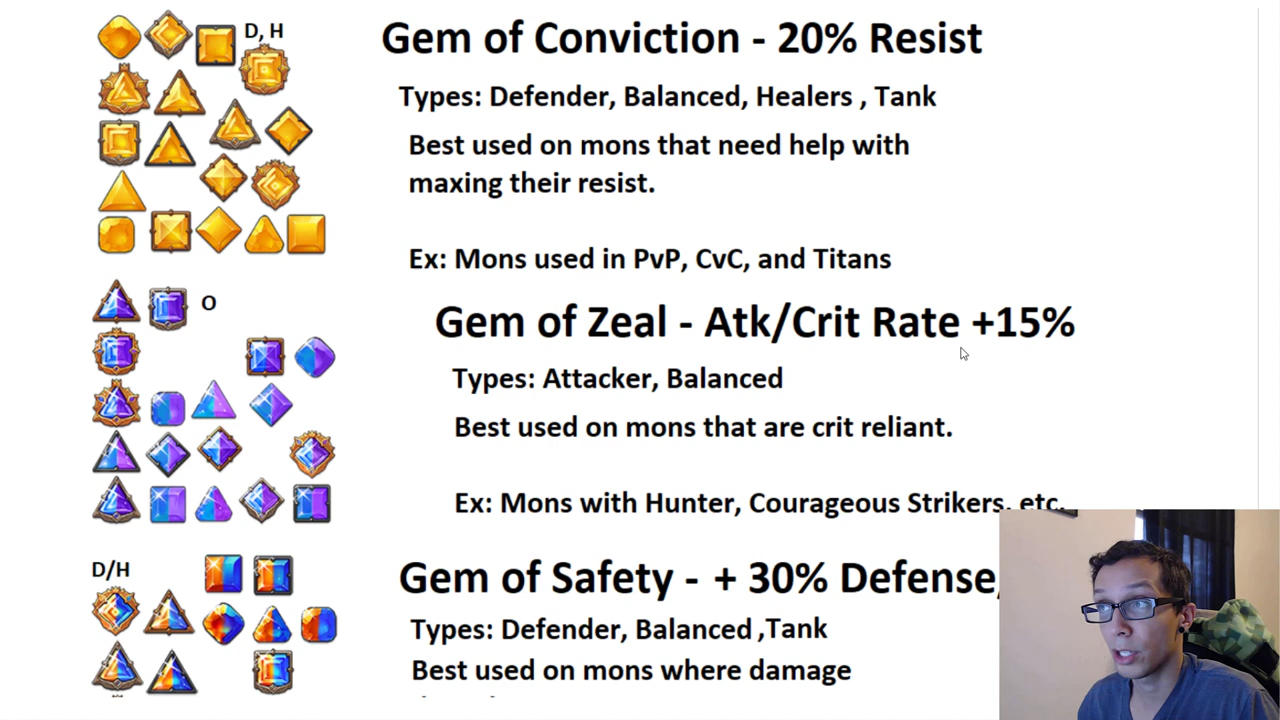 D, H
Gem of Conviction - 20% Resist
Types: Defender, Balanced, Healers , Tank
Best used on mons that need help with
maxing their resist.
Ex: Mons used in PvP, CvC, and Titans
O
Gem of Zeal - Atk/Crit Rate +15%
Types: Attacker, Balanced
Best used on mons that are crit reliant.
Ex: Mons with Hunter, Courageous Strikers, etc.
D/H
Gem of Safety - + 30% Defense,
Types: Defender, Balanced ,Tank
Best used on mons where damage